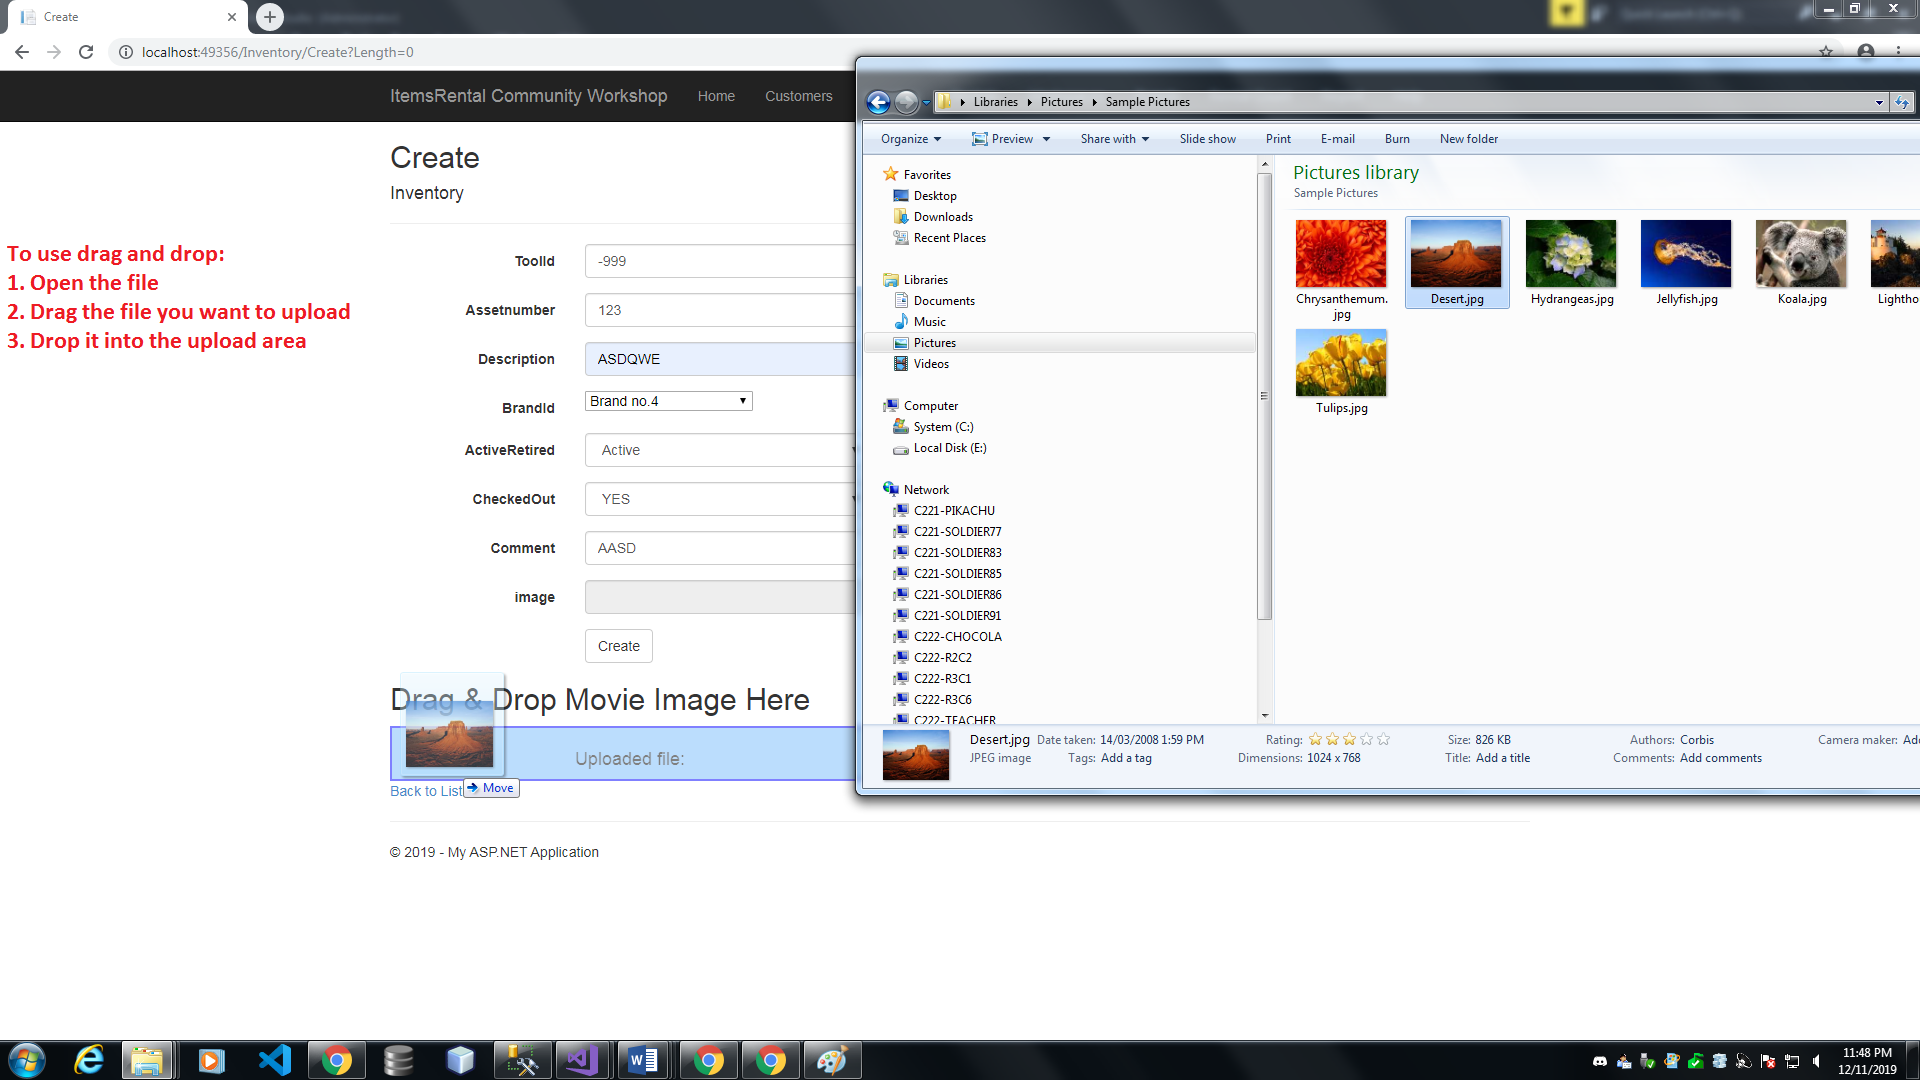 Create
localhost:49356/Inventory/Create?Length=0
ItemsRental Community Workshop
Home
Customers
Create
Inventory
To use drag and drop:
1. Open the file
2. Drag the file you want to upload
3. Drop it into the upload area
ToolId
-999
Assetnumber
123
Description
ASDQWE
BrandId
Brand no.4
ActiveRetired
Active
CheckedOut
YES
Comment
AASD
image
Create
Drag & Drop Movie Image Here
Uploaded file:
Back to List
Move
© 2019 - My ASP.NET Application
Libraries
Pictures
Sample Pictures
Organize
Preview
Share with
Slide show
Print
E-mail
Burn
New folder
Favorites
Desktop
Downloads
Recent Places
Libraries
Documents
Music
Pictures
Videos
Computer
System (C:)
Local Disk (E:)
Network
C221-PIKACHU
C221-SOLDIER77
C221-SOLDIER83
C221-SOLDIER85
C221-SOLDIER86
C221-SOLDIER91
C222-CHOCOLA
C222-R2C2
C222-R3C1
C222-R3C6
C222-TEACHER
Pictures library
Sample Pictures
Chrysanthemum.
jpg
Desert.jpg
Hydrangeas.jpg
Jellyfish.jpg
Koala.jpg
Lightho
Tulips.jpg
Desert.jpg
JPEG image
Date taken: 14/03/2008 1:59 PM
Tags: Add a tag
Rating:
Dimensions: 1024 x 768
Size: 826 KB
Title: Add a title
Authors: Corbis
Comments: Add comments
Camera maker: Ad
11:48 PM
12/11/2019